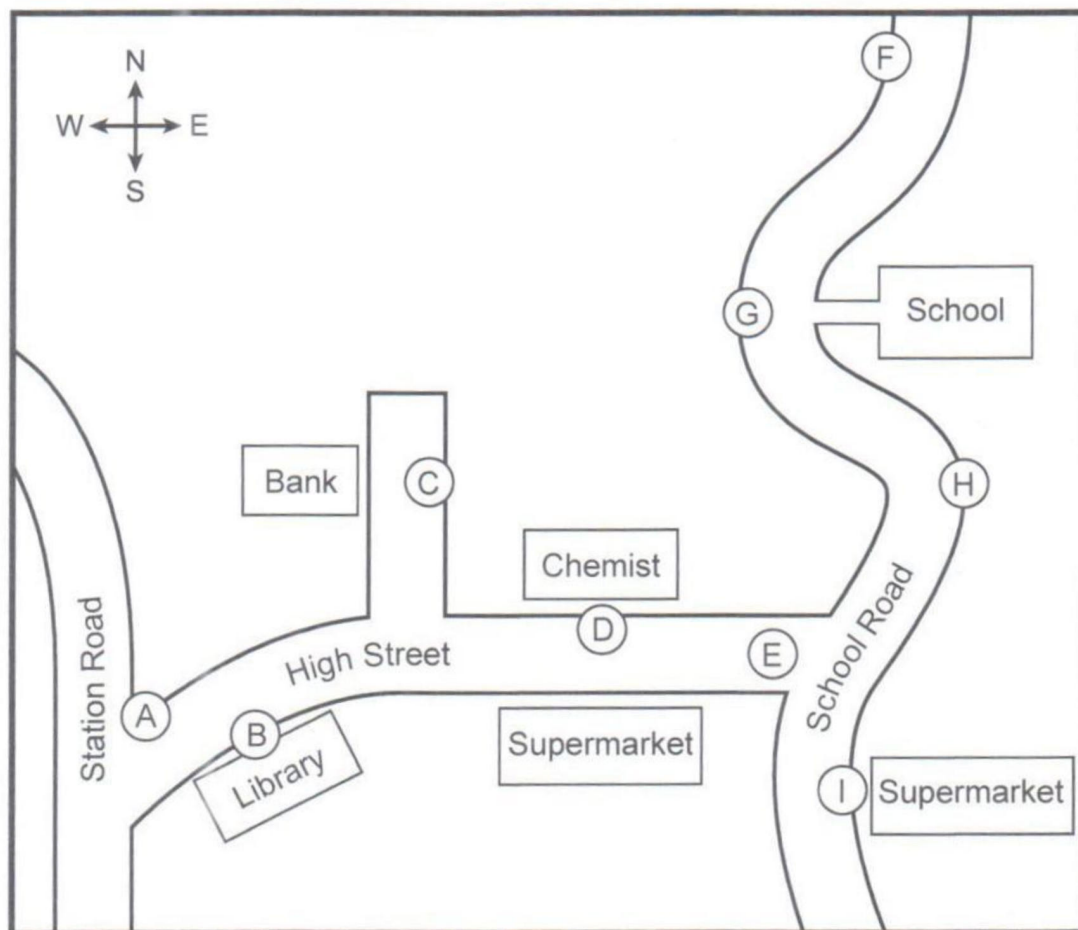 N
W E
S
F
G
School
Bank
C
H
Chemist
D
High Street
E
School Road
Station Road
A
B
Library
Supermarket
I
Supermarket